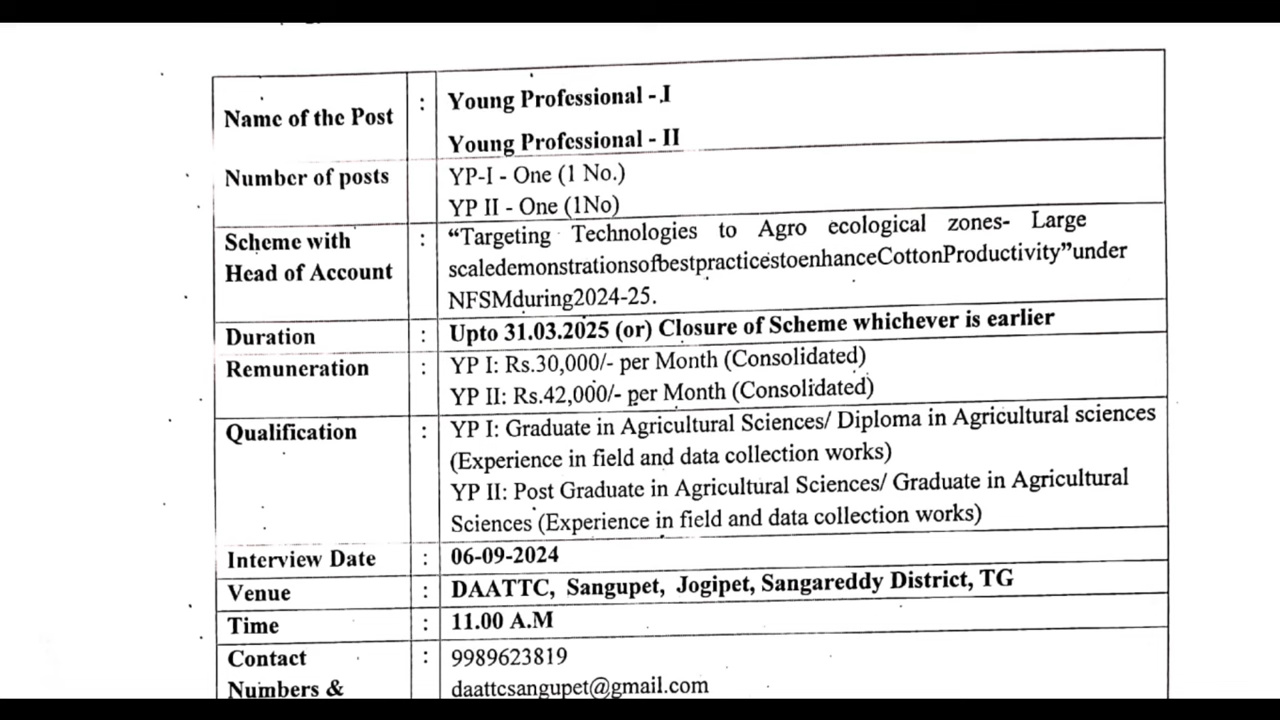 Name of the Post : Young Professional - I
Young Professional - II
Number of posts YP-I - One (1 No.)
YP II - One (1No)
Scheme with : “Targeting Technologies to Agro ecological zones- Large
Head of Account scaledemonstrationsofbestpracticestoenhanceCottonProductivity”under
NFSMduring2024-25.
Duration : Upto 31.03.2025 (or) Closure of Scheme whichever is earlier
Remuneration : YP I: Rs.30,000/- per Month (Consolidated)
YP II: Rs.42,000/- per Month (Consolidated)
Qualification : YP I: Graduate in Agricultural Sciences/ Diploma in Agricultural sciences
(Experience in field and data collection works)
YP II: Post Graduate in Agricultural Sciences/ Graduate in Agricultural
Sciences (Experience in field and data collection works)
Interview Date : 06-09-2024
Venue : DAATTC, Sangupet, Jogipet, Sangareddy District, TG
Time : 11.00 A.M
Contact : 9989623819
Numbers & daattcsangupet@gmail.com